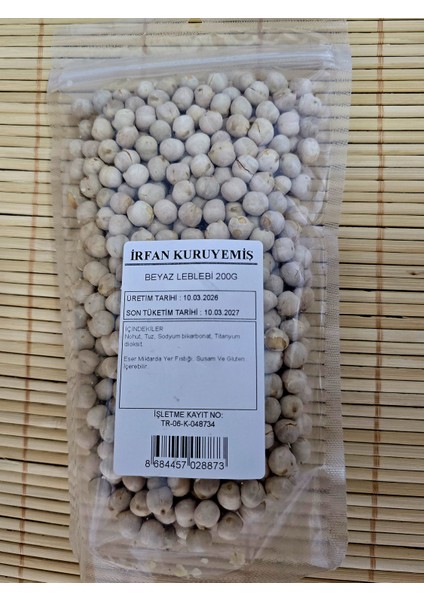 İRFAN KURUYEMİŞ
BEYAZ LEBLEBİ 200G
ÜRETİM TARİHİ : 10.03.2026
SON TÜKETİM TARİHİ : 10.03.2027
İÇİNDEKİLER
Nohut, Tuz, Sodyum bikarbonat, Titanyum
dioksit.
Eser Miktarda Yer Fıstığı, Susam Ve Gluten
İçerebilir.
İŞLETME KAYIT NO:
TR-06-K-048734
8 684457 028873